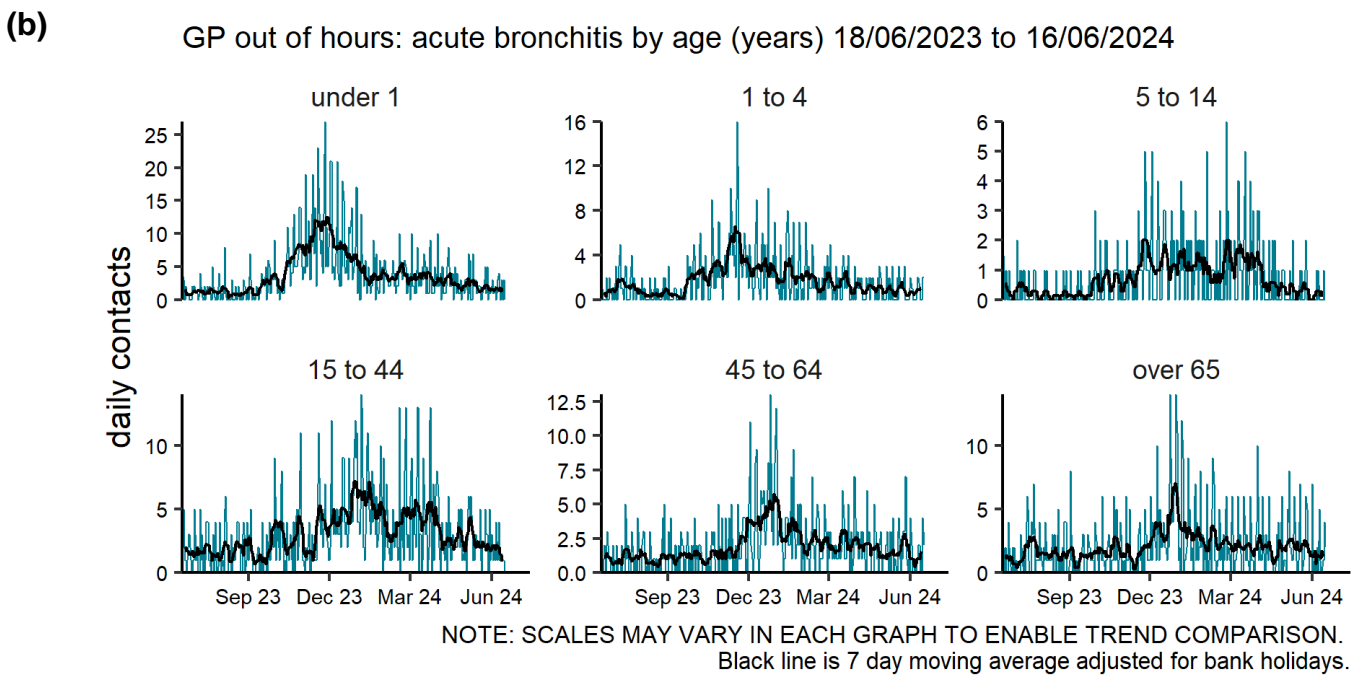 (b)
GP out of hours: acute bronchitis by age (years) 18/06/2023 to 16/06/2024
daily contacts
under 1
25
20
15
10
5
0
1 to 4
16
12
8
4
0
5 to 14
6
5
4
3
2
1
0
15 to 44
10
5
0
Sep 23 Dec 23 Mar 24 Jun 24
45 to 64
12.5
10.0
7.5
5.0
2.5
0.0
Sep 23 Dec 23 Mar 24 Jun 24
over 65
10
5
0
Sep 23 Dec 23 Mar 24 Jun 24
NOTE: SCALES MAY VARY IN EACH GRAPH TO ENABLE TREND COMPARISON.
Black line is 7 day moving average adjusted for bank holidays.